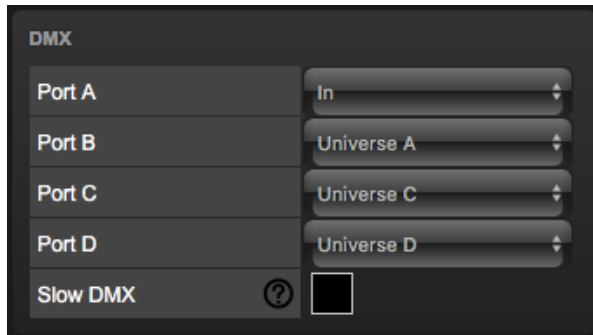 DMX
Port A In
Port B Universe A
Port C Universe C
Port D Universe D
Slow DMX ?